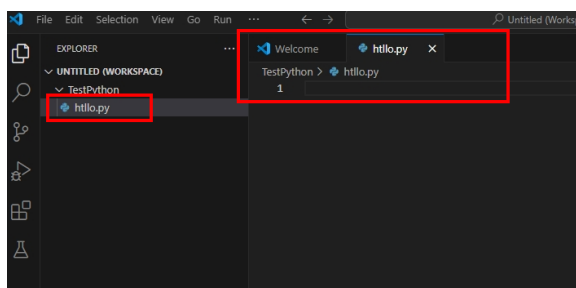 File Edit Selection View Go Run ... Untitled (Works
EXPLORER ...
UNTITLED (WORKSPACE)
TestPython
htllo.py
Welcome htllo.py
TestPython > htllo.py
1